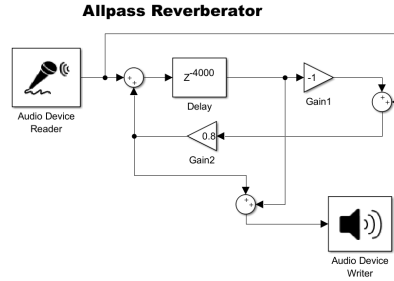 Allpass Reverberator
Z-4000
-1
Delay
Gain1
Audio Device
Reader
0.8
Gain2
Audio Device
Writer